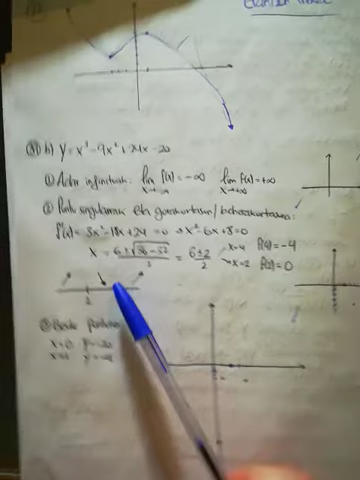 b) y = x³ - 9x² + 24x - 20
① Adar infinituak: lim f(x) = -∞ lim f(x) = +∞
x→-∞ x→+∞
② Puntu singularrak eta gorakortasun / beherakortasuna:
f'(x) = 3x² - 18x + 24 = 0 → x² - 6x + 8 = 0
x = 6 ± √36 - 32 / 2 = 6 ± 2 / 2 x=4 f(4) = -4
x=2 f(2) = 0
2
③ Beste puntuak
x=0 y=-20